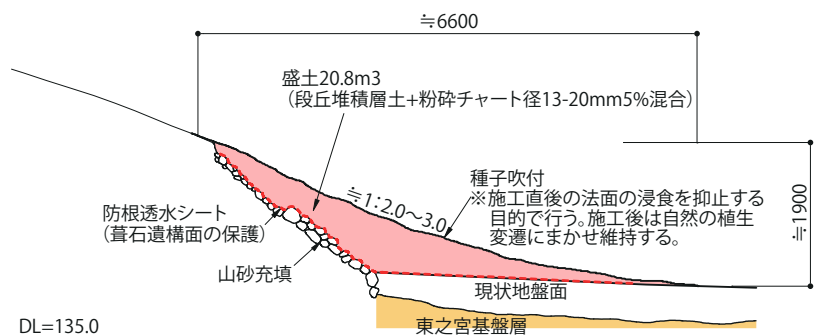 ≒6600
盛土20.8m3
（段丘堆積層土+粉砕チャート径13-20mm5%混合）
≒1：2.0～3.0
種子吹付
※施工直後の法面の浸食を抑止する
目的で行う。施工後は自然の植生
変遷にまかせ維持する。
≒1900
防根透水シート
（葺石遺構面の保護）
山砂充填
現状地盤面
DL=135.0
東之宮基盤層